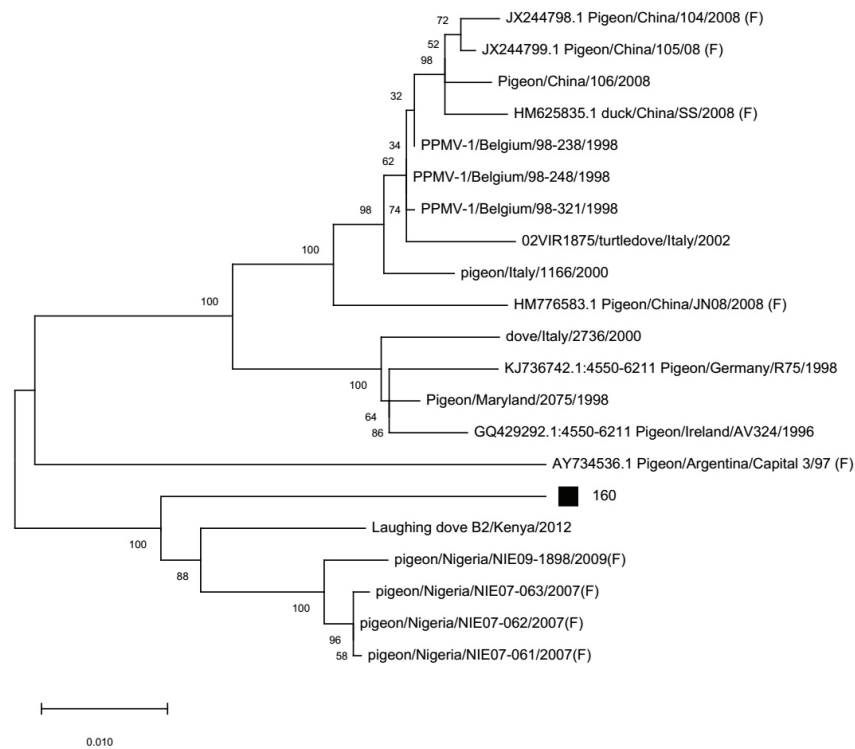 72
JX244798.1 Pigeon/China/104/2008 (F)
52
JX244799.1 Pigeon/China/105/08 (F)
98
Pigeon/China/106/2008
32
HM625835.1 duck/China/SS/2008 (F)
34
PPMV-1/Belgium/98-238/1998
62
PPMV-1/Belgium/98-248/1998
98
74
PPMV-1/Belgium/98-321/1998
100
02VIR1875/turtledove/Italy/2002
pigeon/Italy/1166/2000
100
HM776583.1 Pigeon/China/JN08/2008 (F)
dove/Italy/2736/2000
100
KJ736742.1:4550-6211 Pigeon/Germany/R75/1998
Pigeon/Maryland/2075/1998
64
86
GQ429292.1:4550-6211 Pigeon/Ireland/AV324/1996
AY734536.1 Pigeon/Argentina/Capital 3/97 (F)
160
Laughing dove B2/Kenya/2012
100
pigeon/Nigeria/NIE09-1898/2009(F)
88
pigeon/Nigeria/NIE07-063/2007(F)
100
pigeon/Nigeria/NIE07-062/2007(F)
96
58
pigeon/Nigeria/NIE07-061/2007(F)
0.010